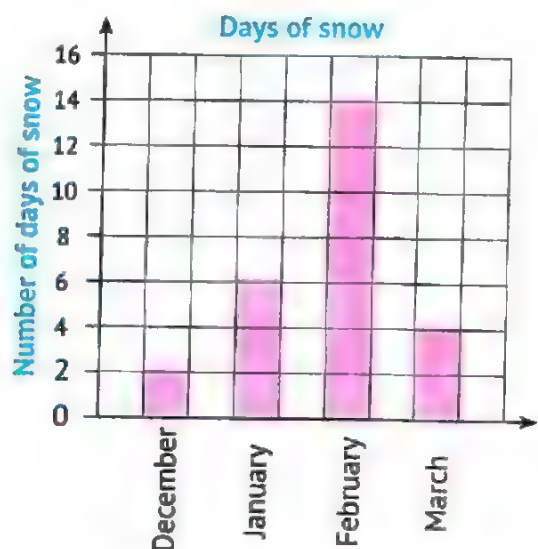 Days of snow
Number of days of snow
16
14
12
10
8
6
4
2
0
December
January
February
March